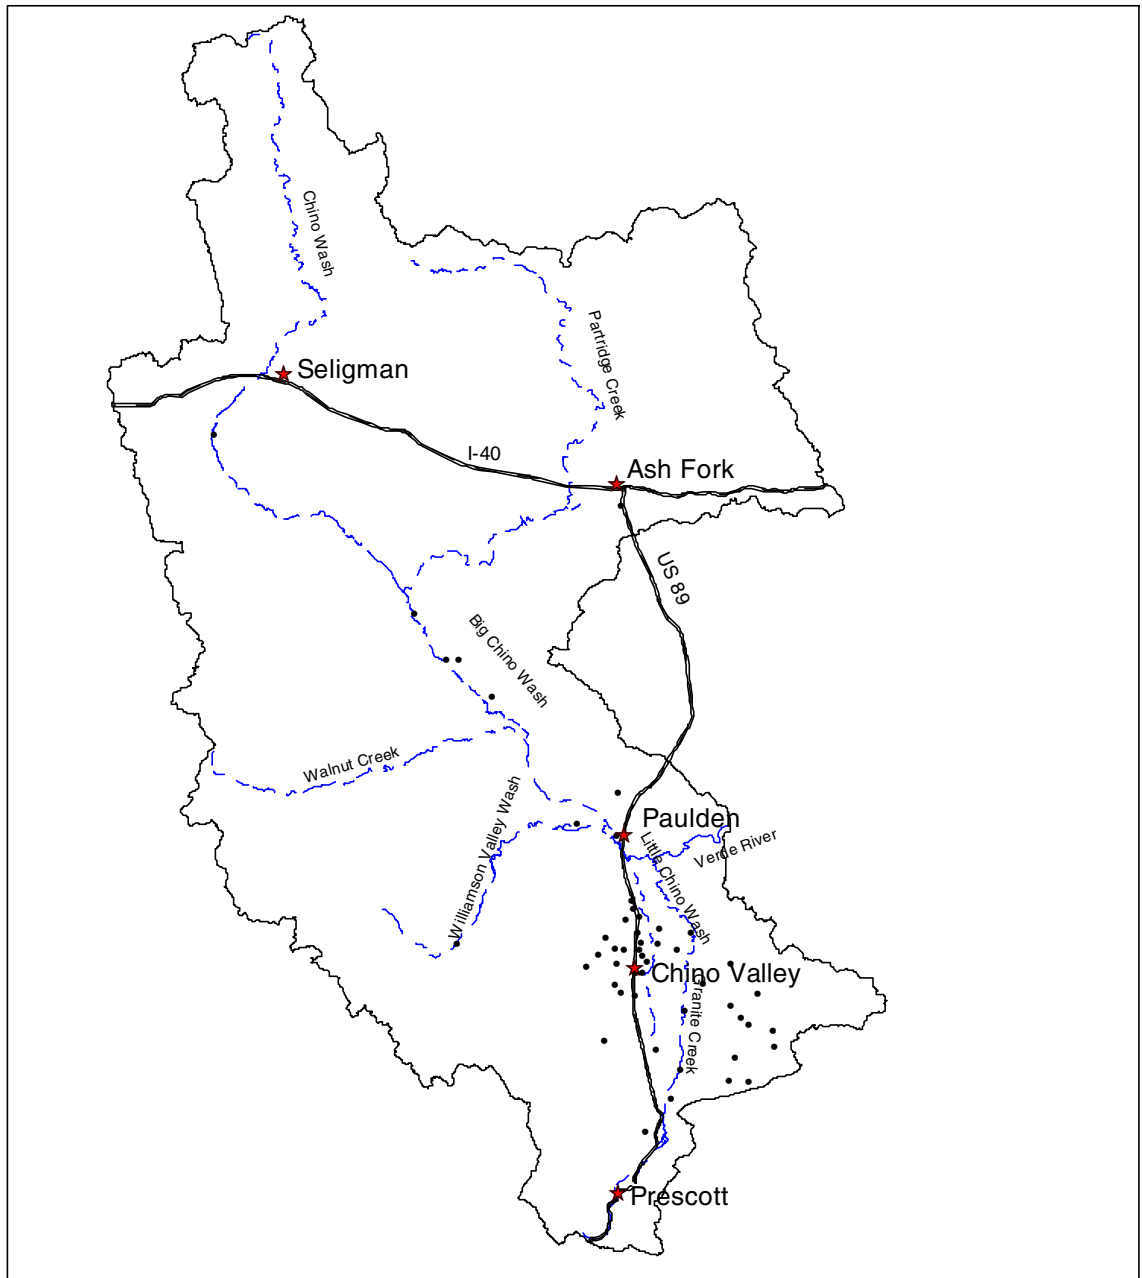 Chino Wash
Partridge Creek
Seligman
I-40
Ash Fork
US 89
Big Chino Wash
Walnut Creek
Williamson Valley Wash
Paulden
Verde River
Little Chino Wash
Chino Valley
Granite Creek
Prescott